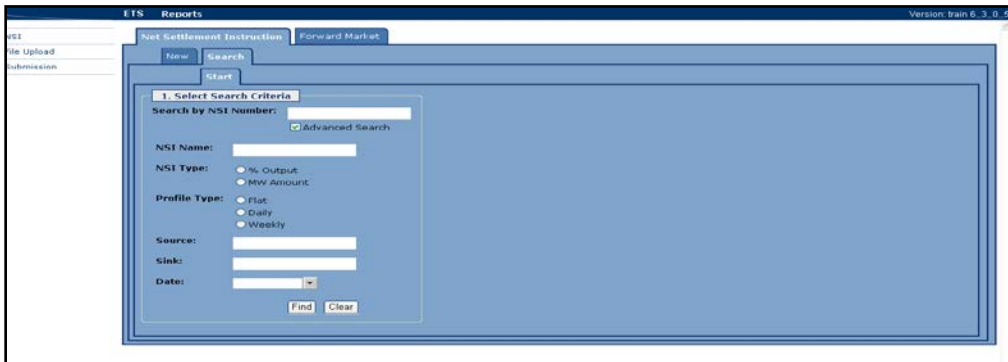 ETS Reports Version: train 6_3_0_5
NSI
File Upload
Submission
Net Settlement Instruction Forward Market
New Search
Start
1. Select Search Criteria
Search by NSI Number:
Advanced Search
NSI Name:
NSI Type: % Output
MW Amount
Profile Type: Flat
Daily
Weekly
Source:
Sink:
Date:
Find Clear